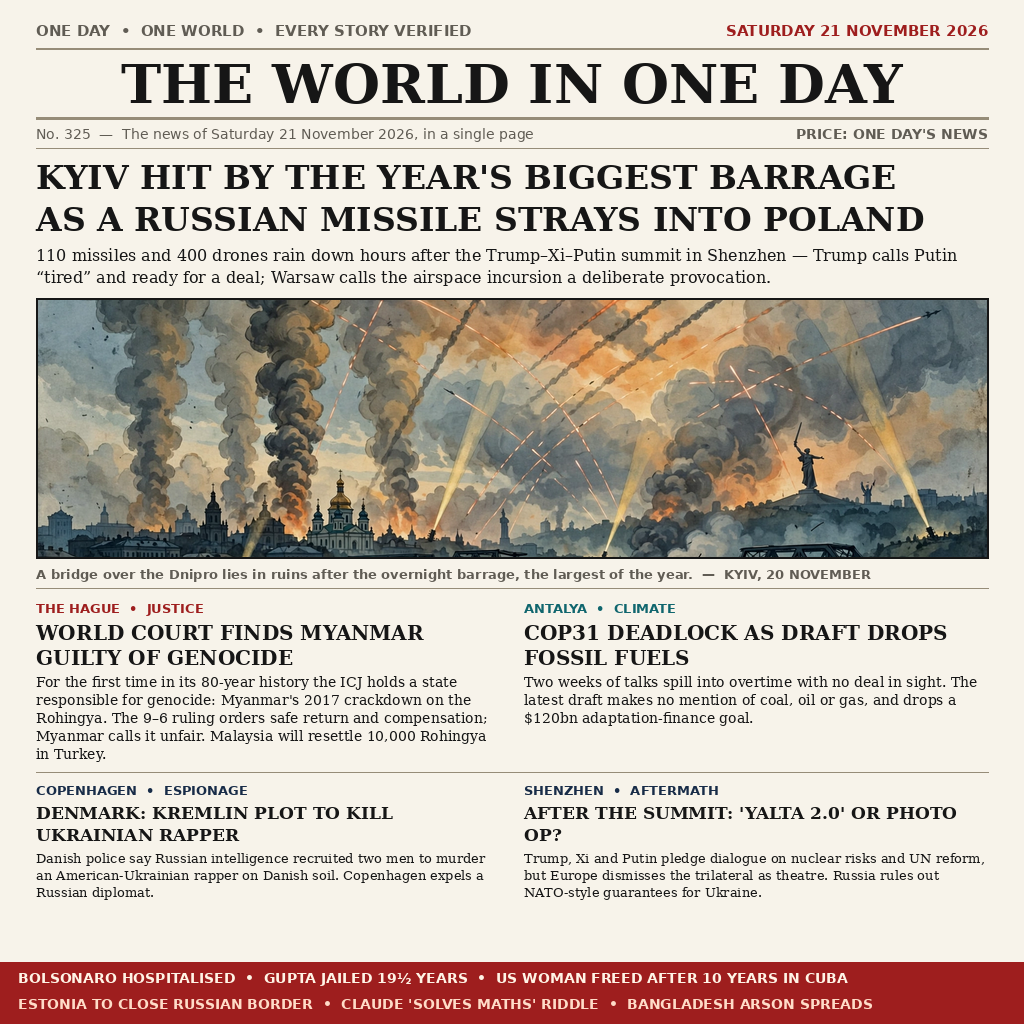 ONE DAY • ONE WORLD • EVERY STORY VERIFIED
SATURDAY 21 NOVEMBER 2026
THE WORLD IN ONE DAY
No. 325 — The news of Saturday 21 November 2026, in a single page
PRICE: ONE DAY'S NEWS
KYIV HIT BY THE YEAR'S BIGGEST BARRAGE
AS A RUSSIAN MISSILE STRAYS INTO POLAND
110 missiles and 400 drones rain down hours after the Trump–Xi–Putin summit in Shenzhen — Trump calls Putin
“tired” and ready for a deal; Warsaw calls the airspace incursion a deliberate provocation.
A bridge over the Dnipro lies in ruins after the overnight barrage, the largest of the year. — KYIV, 20 NOVEMBER
THE HAGUE • JUSTICE
WORLD COURT FINDS MYANMAR
GUILTY OF GENOCIDE
For the first time in its 80-year history the ICJ holds a state
responsible for genocide: Myanmar's 2017 crackdown on the
Rohingya. The 9–6 ruling orders safe return and compensation;
Myanmar calls it unfair. Malaysia will resettle 10,000 Rohingya
in Turkey.
ANTALYA • CLIMATE
COP31 DEADLOCK AS DRAFT DROPS
FOSSIL FUELS
Two weeks of talks spill into overtime with no deal in sight. The
latest draft makes no mention of coal, oil or gas, and drops a
$120bn adaptation-finance goal.
COPENHAGEN • ESPIONAGE
DENMARK: KREMLIN PLOT TO KILL
UKRAINIAN RAPPER
Danish police say Russian intelligence recruited two men to murder
an American-Ukrainian rapper on Danish soil. Copenhagen expels a
Russian diplomat.
SHENZHEN • AFTERMATH
AFTER THE SUMMIT: 'YALTA 2.0' OR PHOTO
OP?
Trump, Xi and Putin pledge dialogue on nuclear risks and UN reform,
but Europe dismisses the trilateral as theatre. Russia rules out
NATO-style guarantees for Ukraine.
BOLSONARO HOSPITALISED • GUPTA JAILED 19½ YEARS • US WOMAN FREED AFTER 10 YEARS IN CUBA
ESTONIA TO CLOSE RUSSIAN BORDER • CLAUDE 'SOLVES MATHS' RIDDLE • BANGLADESH ARSON SPREADS